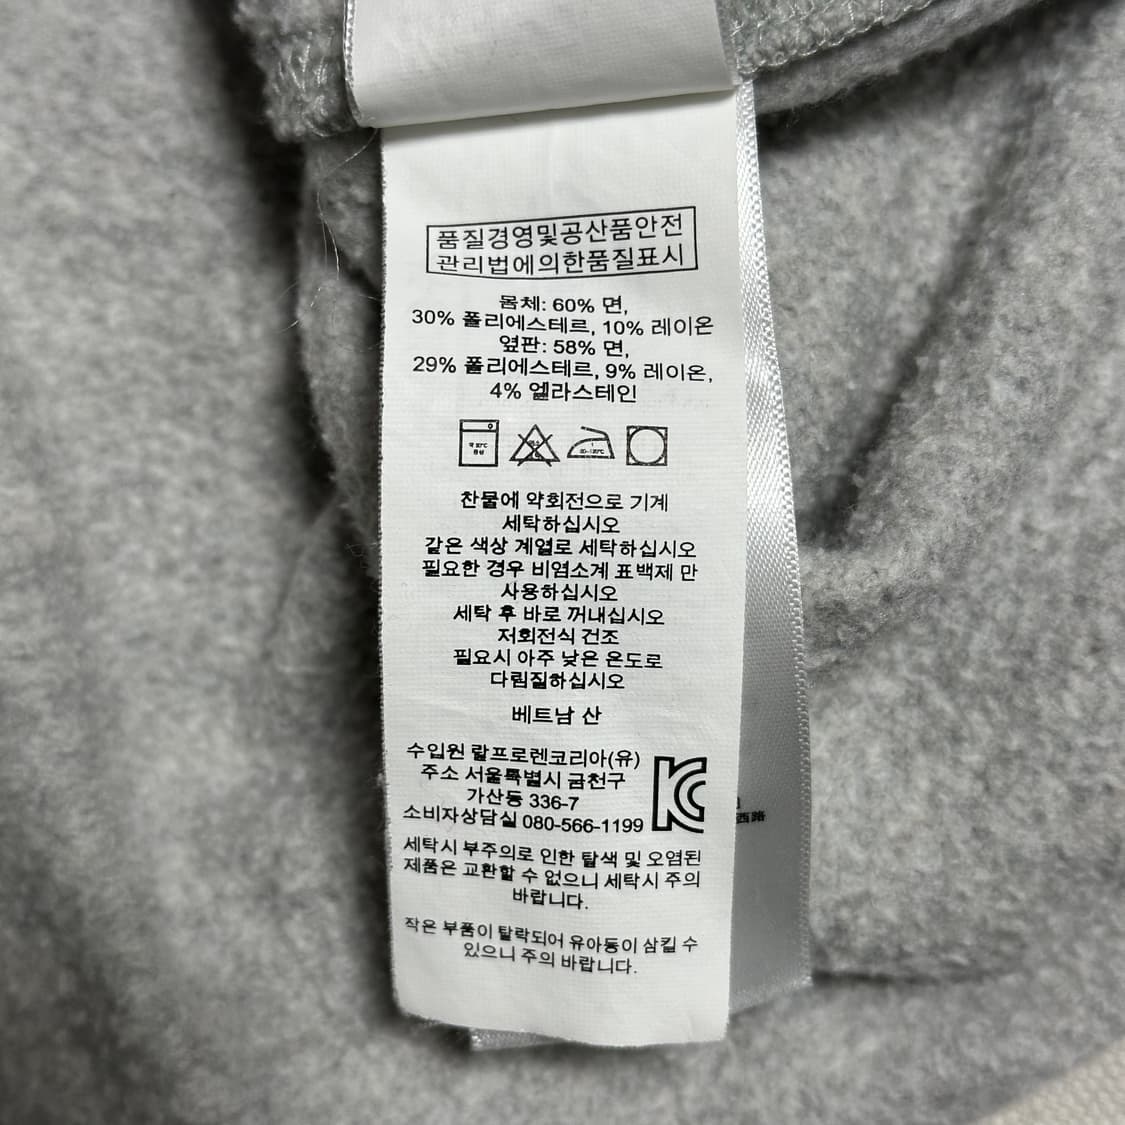 품질경영및공산품안전
관리법에의한품질표시
몸체: 60% 면,
30% 폴리에스테르, 10% 레이온
옆판: 58% 면,
29% 폴리에스테르, 9% 레이온,
4% 엘라스테인
찬물에 약회전으로 기계
세탁하십시오
같은 색상 계열로 세탁하십시오
필요한 경우 비염소계 표백제 만
사용하십시오
세탁 후 바로 꺼내십시오
저회전식 건조
필요시 아주 낮은 온도로
다림질하십시오
베트남 산
수입원 랄프로렌코리아(유)
주소 서울특별시 금천구
가산동 336-7
소비자상담실 080-566-1199
KC
세탁시 부주의로 인한 탈색 및 오염된
제품은 교환할 수 없으니 세탁시 주의
바랍니다.
작은 부품이 탈락되어 유아동이 삼킬 수
있으니 주의 바랍니다.
西路